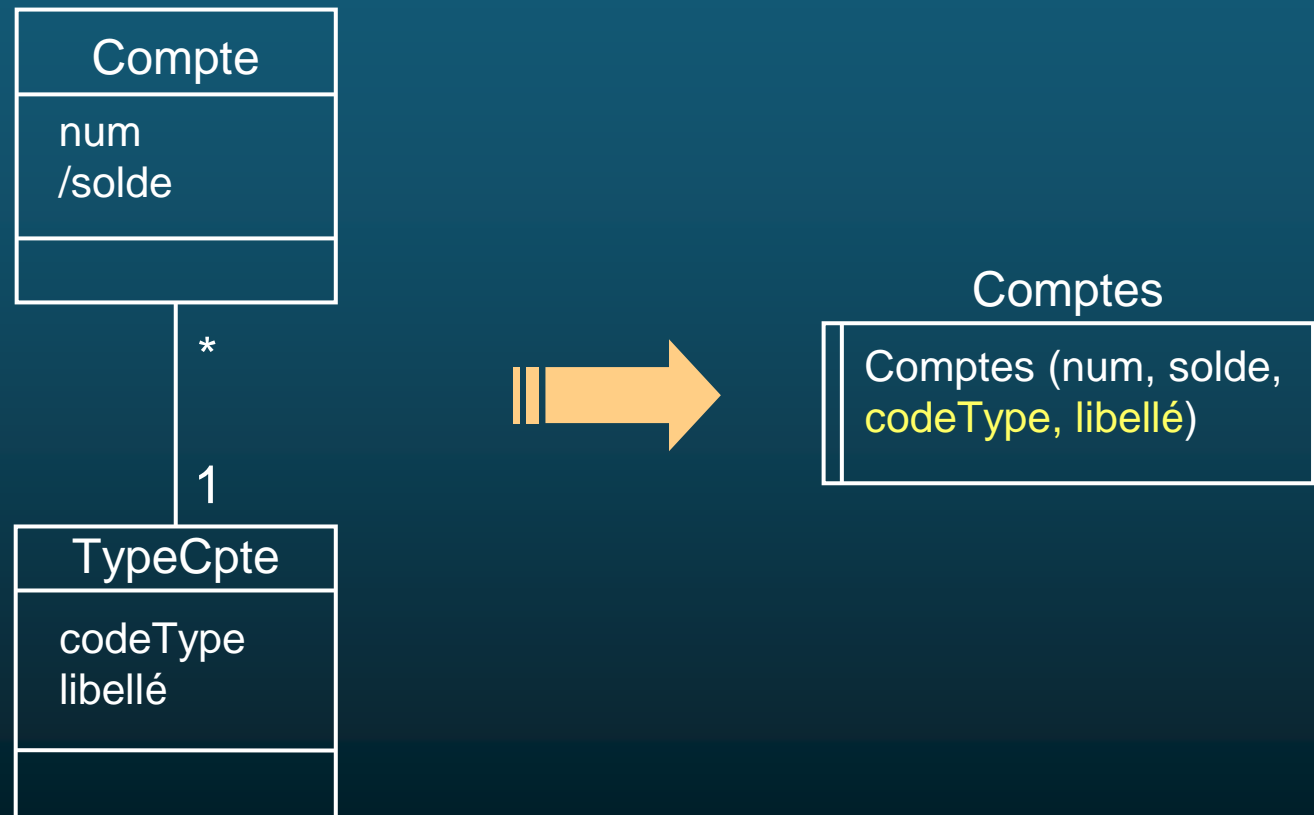 Compte
num
/solde
*
1
TypeCpte
codeType
libellé
Comptes
Comptes (num, solde,
codeType, libellé)